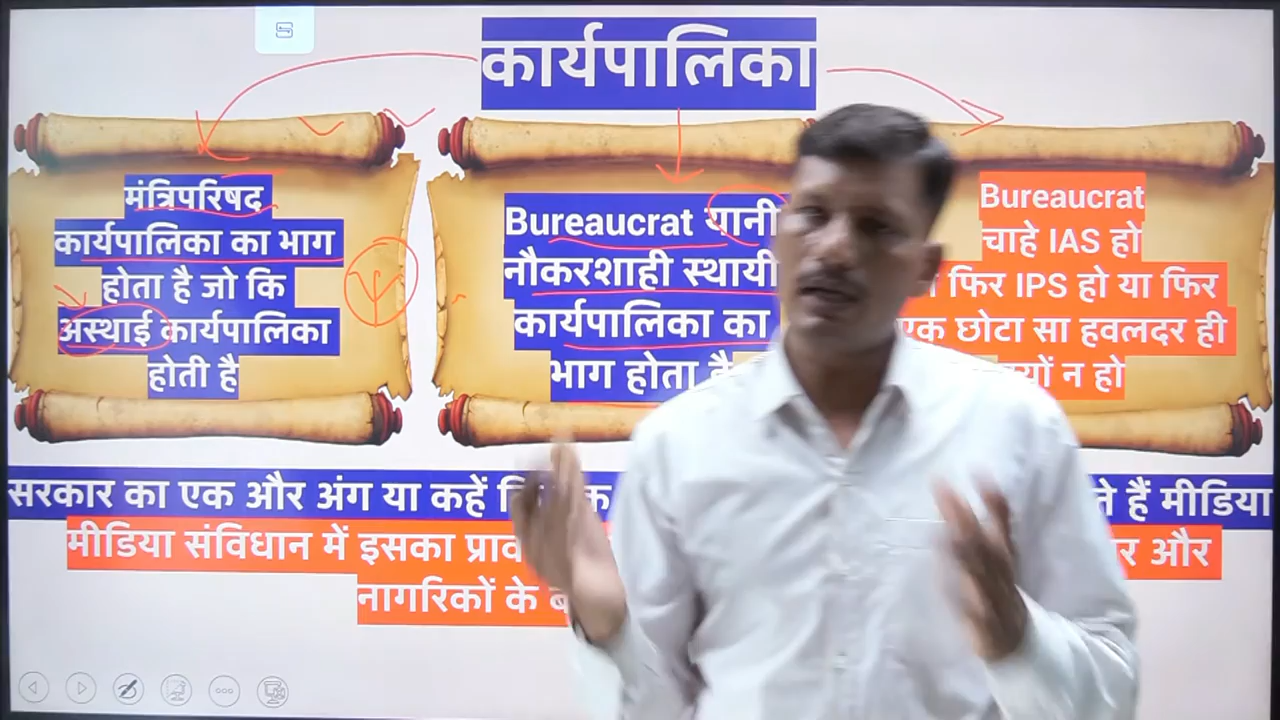 कार्यपालिका
मंत्रिपरिषद
कार्यपालिका का भाग
होता है जो कि
अस्थाई कार्यपालिका
होती है
Bureaucrat यानी
नौकरशाही स्थायी
कार्यपालिका का
भाग होता
Bureaucrat
चाहे IAS हो
फिर IPS हो या फिर
एक छोटा सा हवलदर ही
क्यों न हो
सरकार का एक और अंग या कहें हैं मीडिया
मीडिया संविधान में इसका और
नागरिकों के